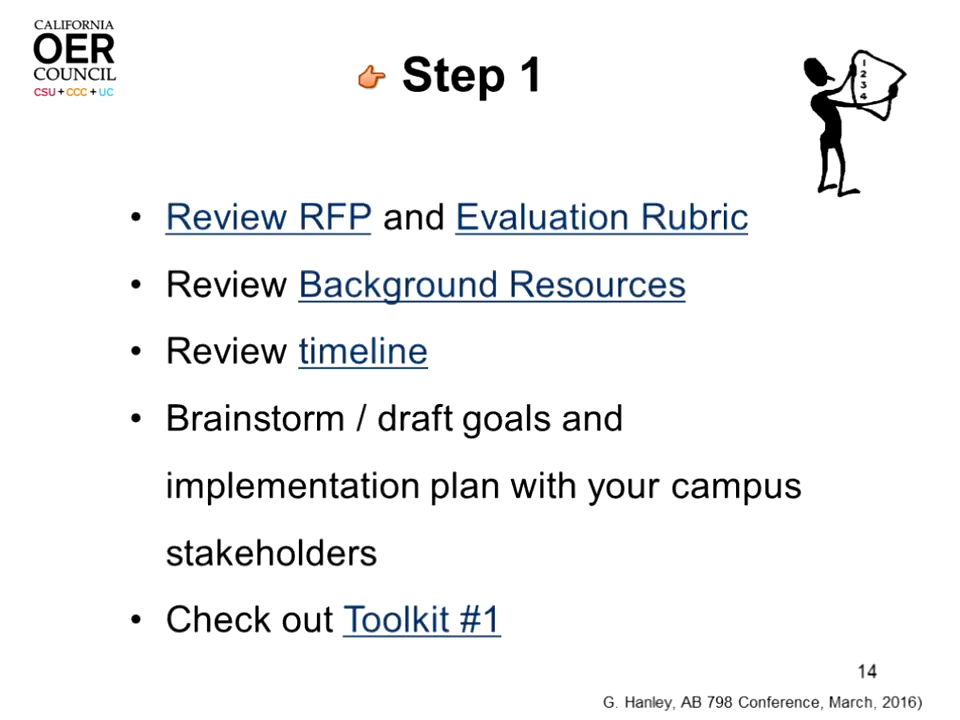 CALIFORNIA
OER
COUNCIL
CSU + CCC + UC
Step 1
1
2
3
4
• Review RFP and Evaluation Rubric
• Review Background Resources
• Review timeline
• Brainstorm / draft goals and
implementation plan with your campus
stakeholders
• Check out Toolkit #1
14
G. Hanley, AB 798 Conference, March, 2016)